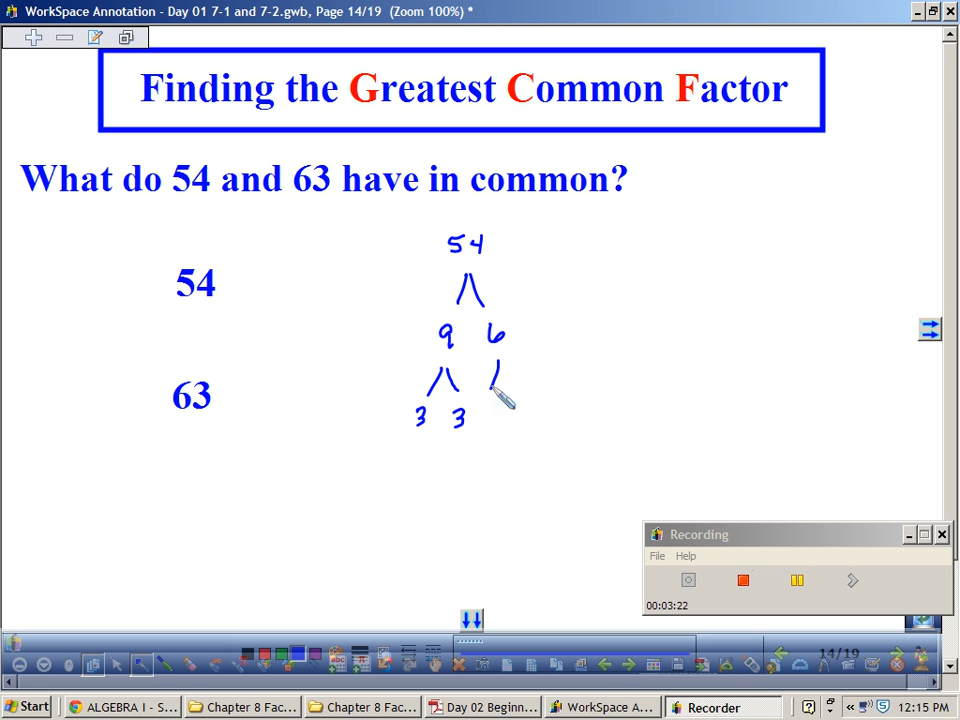 WorkSpace Annotation - Day 01 7-1 and 7-2.gwb, Page 14/19 (Zoom 100%) *
Finding the Greatest Common Factor
What do 54 and 63 have in common?
54
54
9 6
63
3 3
Recording
File Help
00:03:22
14/19
Start ALGEBRA I - S... Chapter 8 Fac... Chapter 8 Fac... Day 02 Beginn... WorkSpace A... Recorder 12:15 PM